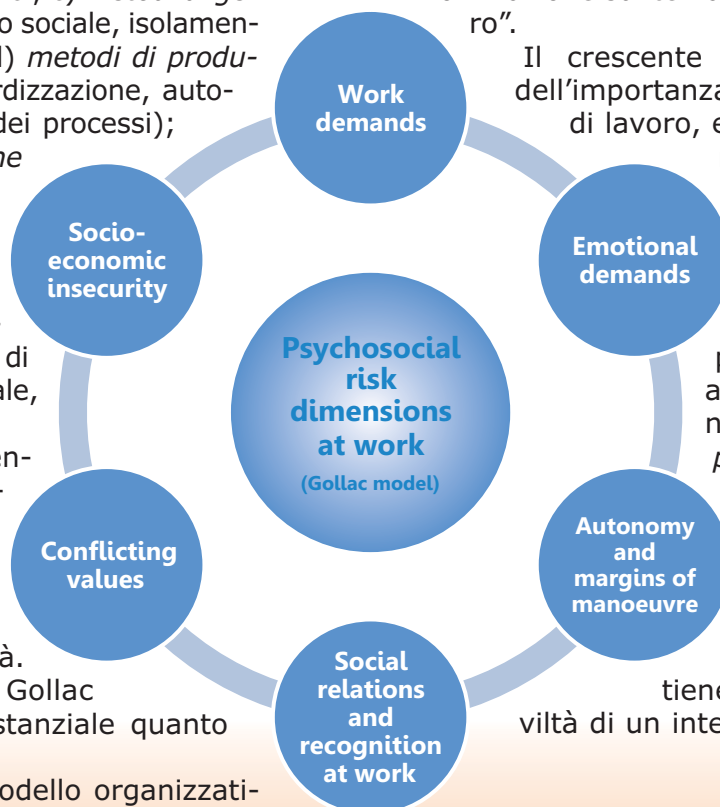 o sociale, isolamen-
metodi di produ-
rdizzazione, auto-
dei processi);
ne
di
ale,
en-
-
à.
Gollac
stanziale quanto
odello organizzati-
ro".
Il crescente
dell'importanza
di lavoro, e
p
a
n
p
tiene
viltà di un inte
Work
demands
Emotional
demands
Autonomy
and
margins of
manoeuvre
Social
relations
and
recognition
at work
Conflicting
values
Socio-
economic
insecurity
Psychosocial
risk
dimensions
at work
(Gollac model)